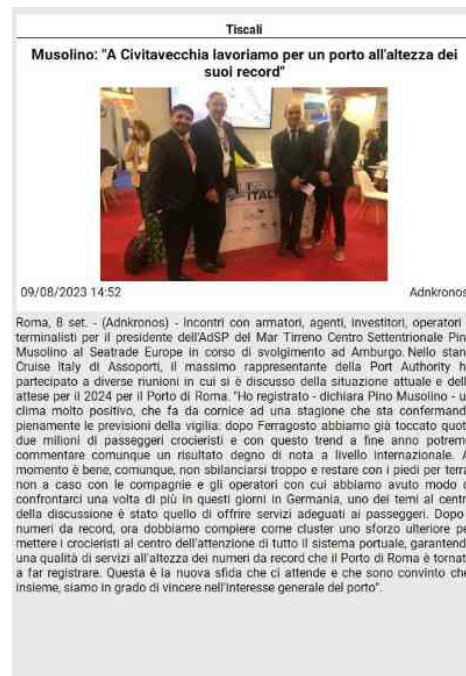 Tiscali
Musolino: "A Civitavecchia lavoriamo per un porto all'altezza dei
suoi record"
ITALY
09/08/2023 14:52
Adnkronos
Roma, 8 set. - (Adnkronos) - Incontri con armatori, agenti, investitori, operatori
terminalisti per il presidente dell'AdSP del Mar Tirreno Centro Settentrionale Pin
Musolino al Seatrade Europe in corso di svolgimento ad Amburgo. Nello stan
Cruise Italy di Assoporti, il massimo rappresentante della Port Authority h
partecipato a diverse riunioni in cui si è discusso della situazione attuale e dell
attese per il 2024 per il Porto di Roma. "Ho registrato - dichiara Pino Musolino - u
clima molto positivo, che fa da cornice ad una stagione che sta confermand
pienamente le previsioni della vigilia: dopo Ferragosto abbiamo già toccato quot
due milioni di passeggeri crocieristi e con questo trend a fine anno potrem
commentare comunque un risultato degno di nota a livello internazionale. A
momento è bene, comunque, non sbilanciarsi troppo e restare con i piedi per terra
non a caso con le compagnie e gli operatori con cui abbiamo avuto modo d
confrontarci una volta di più in questi giorni in Germania, uno dei temi al centr
della discussione è stato quello di offrire servizi adeguati ai passeggeri. Dopo
numeri da record, ora dobbiamo compiere come cluster uno sforzo ulteriore pe
mettere i crocieristi al centro dell'attenzione di tutto il sistema portuale, garantend
una qualità di servizi all'altezza dei numeri da record che il Porto di Roma è tornat
a far registrare. Questa è la nuova sfida che ci attende e che sono convinto che
insieme, siamo in grado di vincere nell'interesse generale del porto".